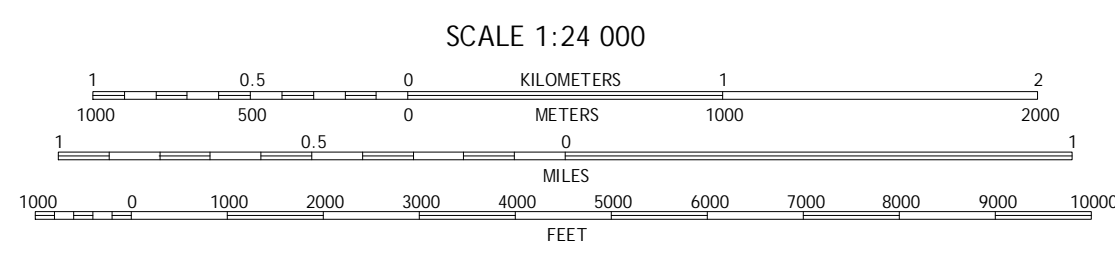 SCALE 1:24 000
1 0.5 0 KILOMETERS 1 2
1000 500 0 METERS 1000 2000
1 0.5 0 1
MILES
1000 0 1000 2000 3000 4000 5000 6000 7000 8000 9000 10000
FEET